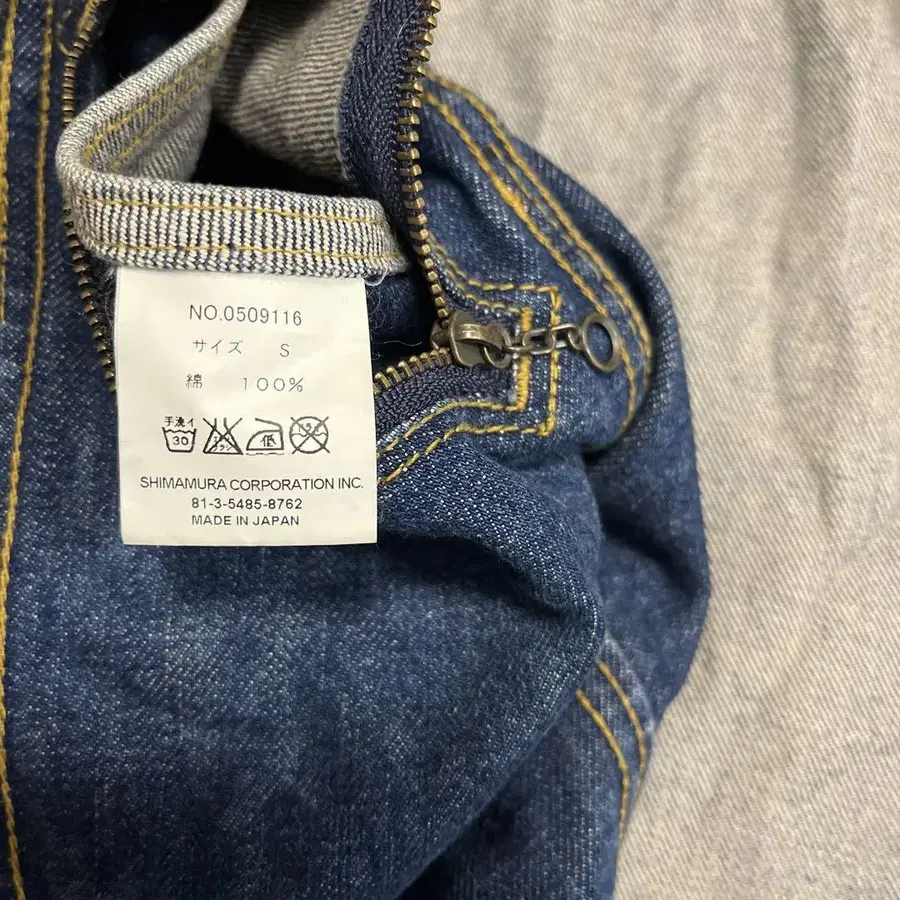 NO.0509116
サイズ S
綿 100%
手洗イ
30 低
SHIMAMURA CORPORATION INC.
81-3-5485-8762
MADE IN JAPAN